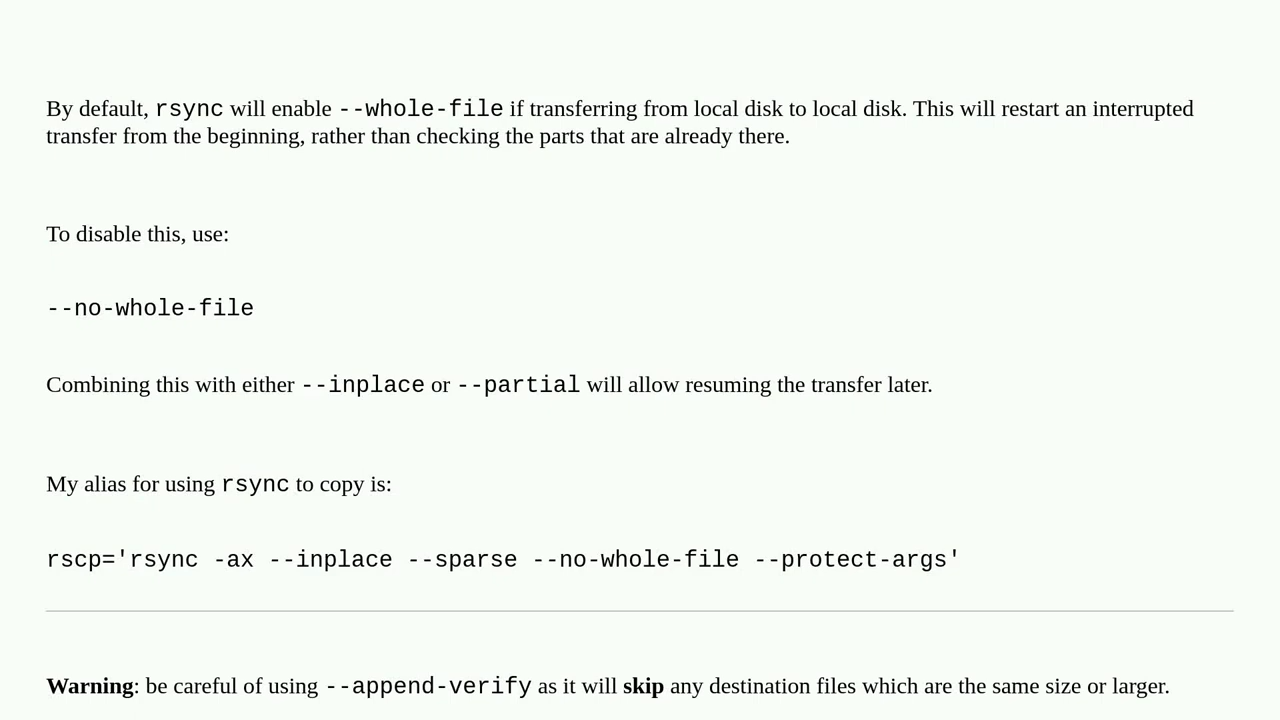 By default, rsync will enable --whole-file if transferring from local disk to local disk. This will restart an interrupted
transfer from the beginning, rather than checking the parts that are already there.
To disable this, use:
--no-whole-file
Combining this with either --inplace or --partial will allow resuming the transfer later.
My alias for using rsync to copy is:
rscp='rsync -ax --inplace --sparse --no-whole-file --protect-args'
Warning: be careful of using --append-verify as it will skip any destination files which are the same size or larger.